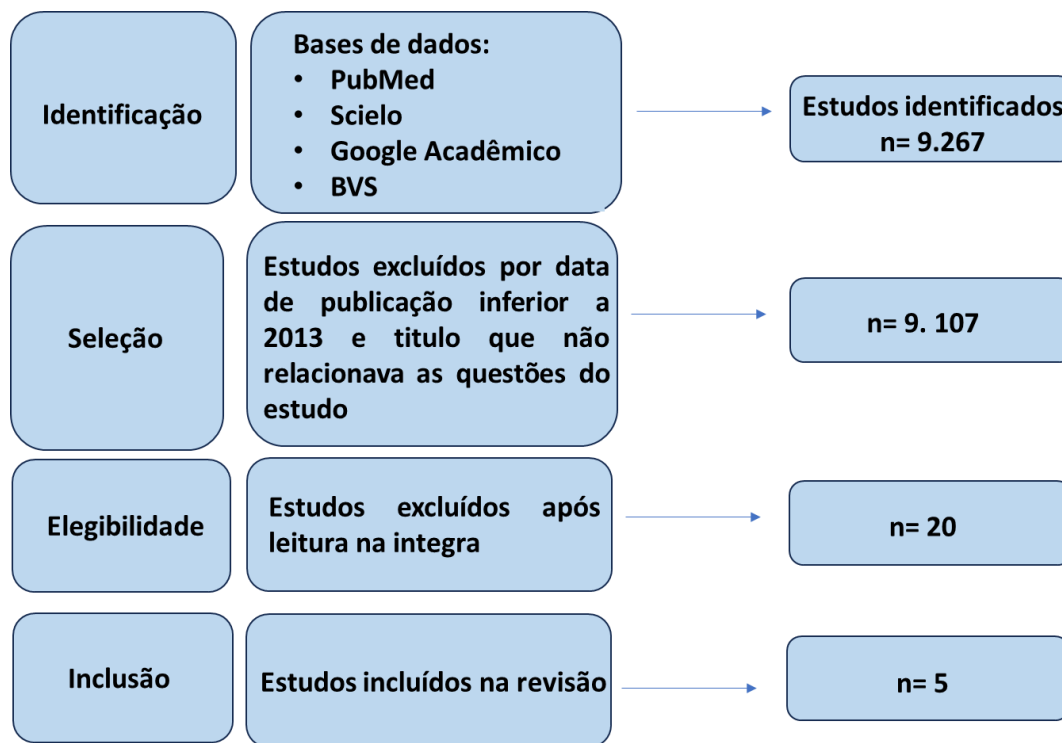 Identificação
Bases de dados:
• PubMed
• Scielo
• Google Acadêmico
• BVS
Estudos identificados
n= 9.267
Seleção
Estudos excluídos por data
de publicação inferior a
2013 e titulo que não
relacionava as questões do
estudo
n= 9. 107
Elegibilidade
Estudos excluídos após
leitura na integra
n= 20
Inclusão
Estudos incluídos na revisão
n= 5